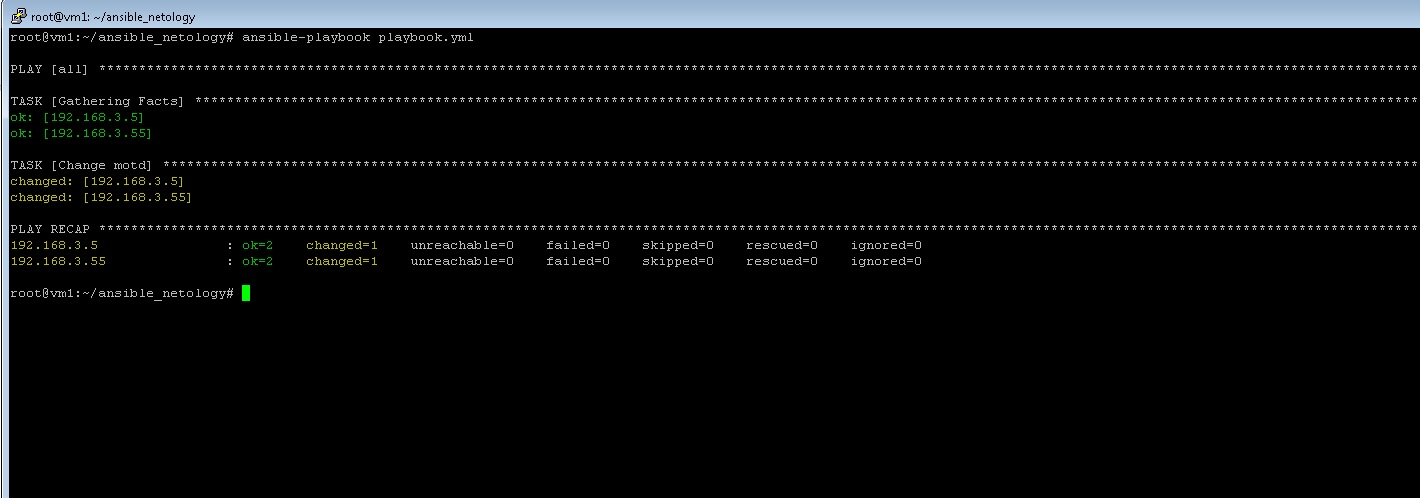 root@vm1: ~/ansible_netology
root@vm1:~/ansible_netology# ansible-playbook playbook.yml
PLAY [all] *********************************************************************************************************************************************************************
TASK [Gathering Facts] *********************************************************************************************************************************************************
ok: [192.168.3.5]
ok: [192.168.3.55]
TASK [Change motd] *************************************************************************************************************************************************************
changed: [192.168.3.5]
changed: [192.168.3.55]
PLAY RECAP *********************************************************************************************************************************************************************
192.168.3.5                : ok=2    changed=1    unreachable=0    failed=0    skipped=0    rescued=0    ignored=0
192.168.3.55               : ok=2    changed=1    unreachable=0    failed=0    skipped=0    rescued=0    ignored=0
root@vm1:~/ansible_netology#